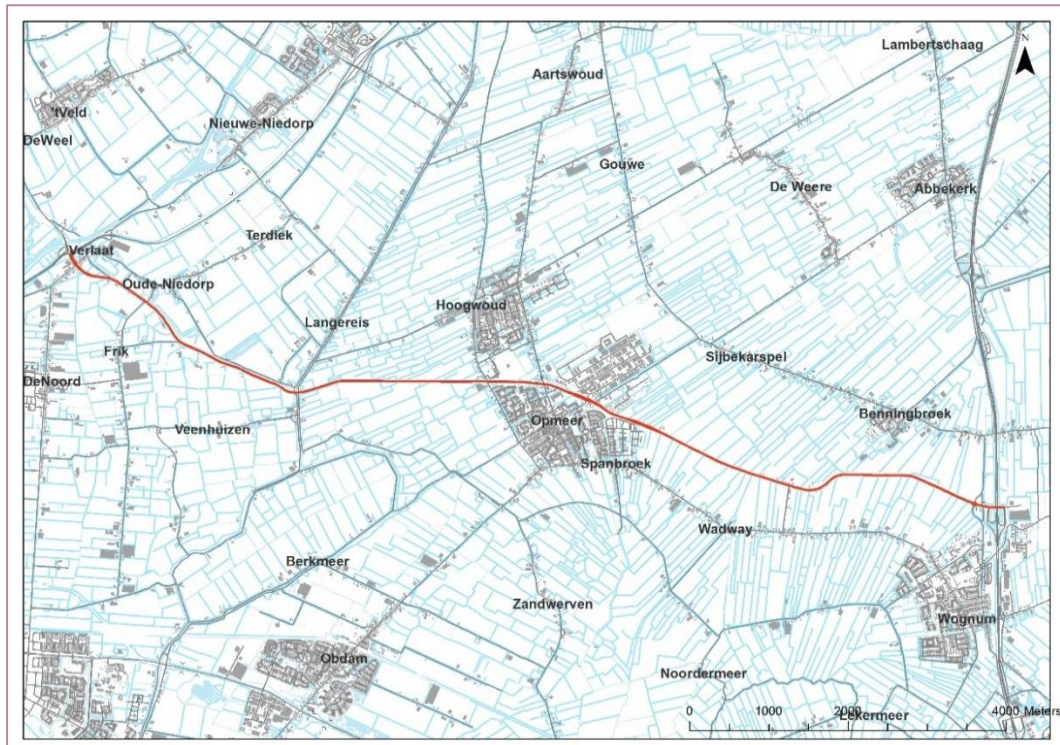 Lambertschaag
N
Aartswoud
'tVeld
Nieuwe-Niedorp
DeWeel
Gouwe
De Weere
Abbekerk
Terdiek
Verlaat
Oude-Niedorp
Hoogwoud
Langereis
Frik
Sijbekarspel
DeNoord
Benningbroek
Opmeer
Veenhuizen
Spanbroek
Wadway
Berkmeer
Zandwerven
Wognum
Obdam
Noordermeer
Lekermeer
0 1000 2000 4000 Meters